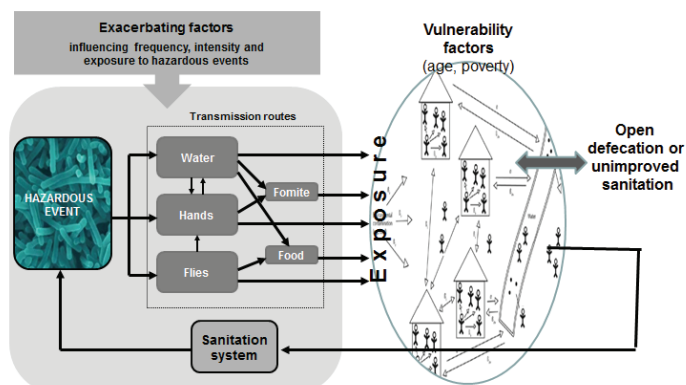 Exacerbating factors
influencing frequency, intensity and
exposure to hazardous events
Vulnerability
factors
(age, poverty)
Transmission routes
Water
Fomite
Hands
Food
Flies
HAZARDOUS
EVENT
Exposure
Open
defecation or
unimproved
sanitation
Sanitation
system